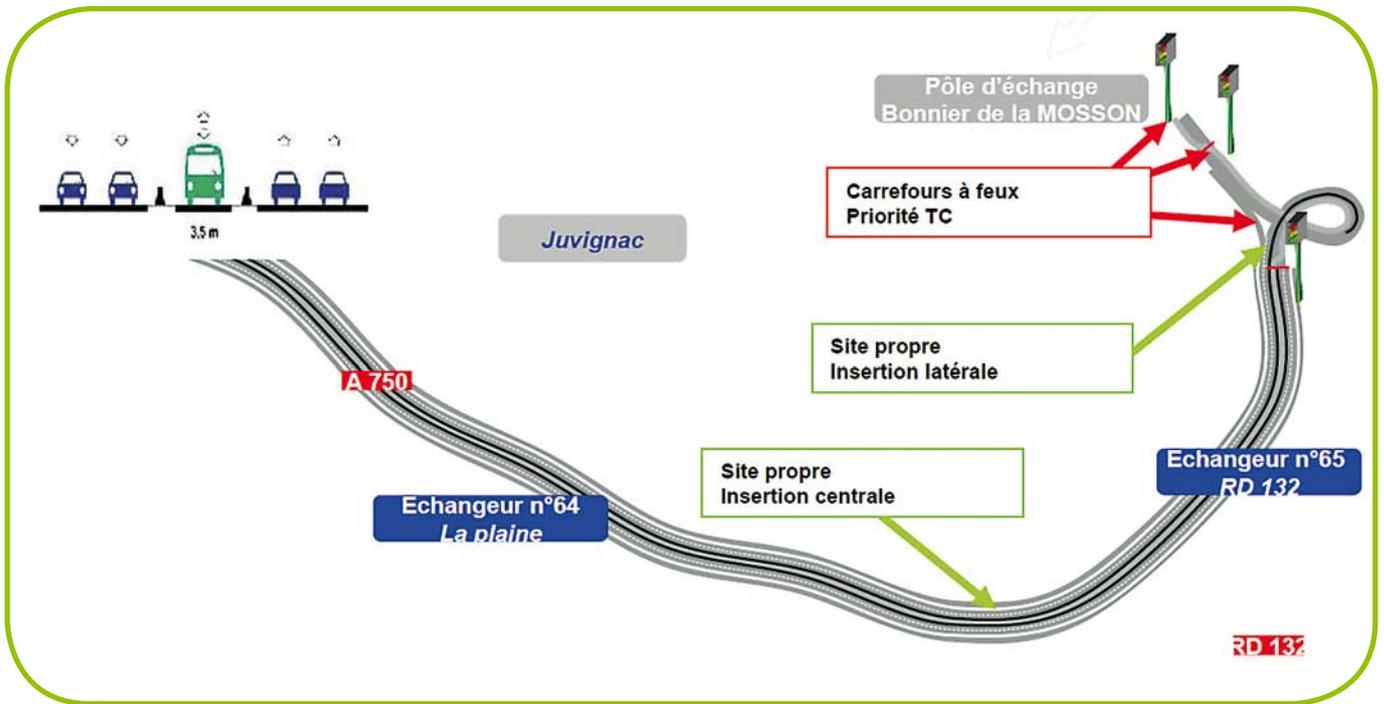 Pôle d'échange
Bonnier de la MOSSON
Carrefours à feux
Priorité TC
3,5 m
Juvignac
Site propre
Insertion latérale
A 750
Site propre
Insertion centrale
Echangeur n°65
RD 132
Echangeur n°64
La plaine
RD 132